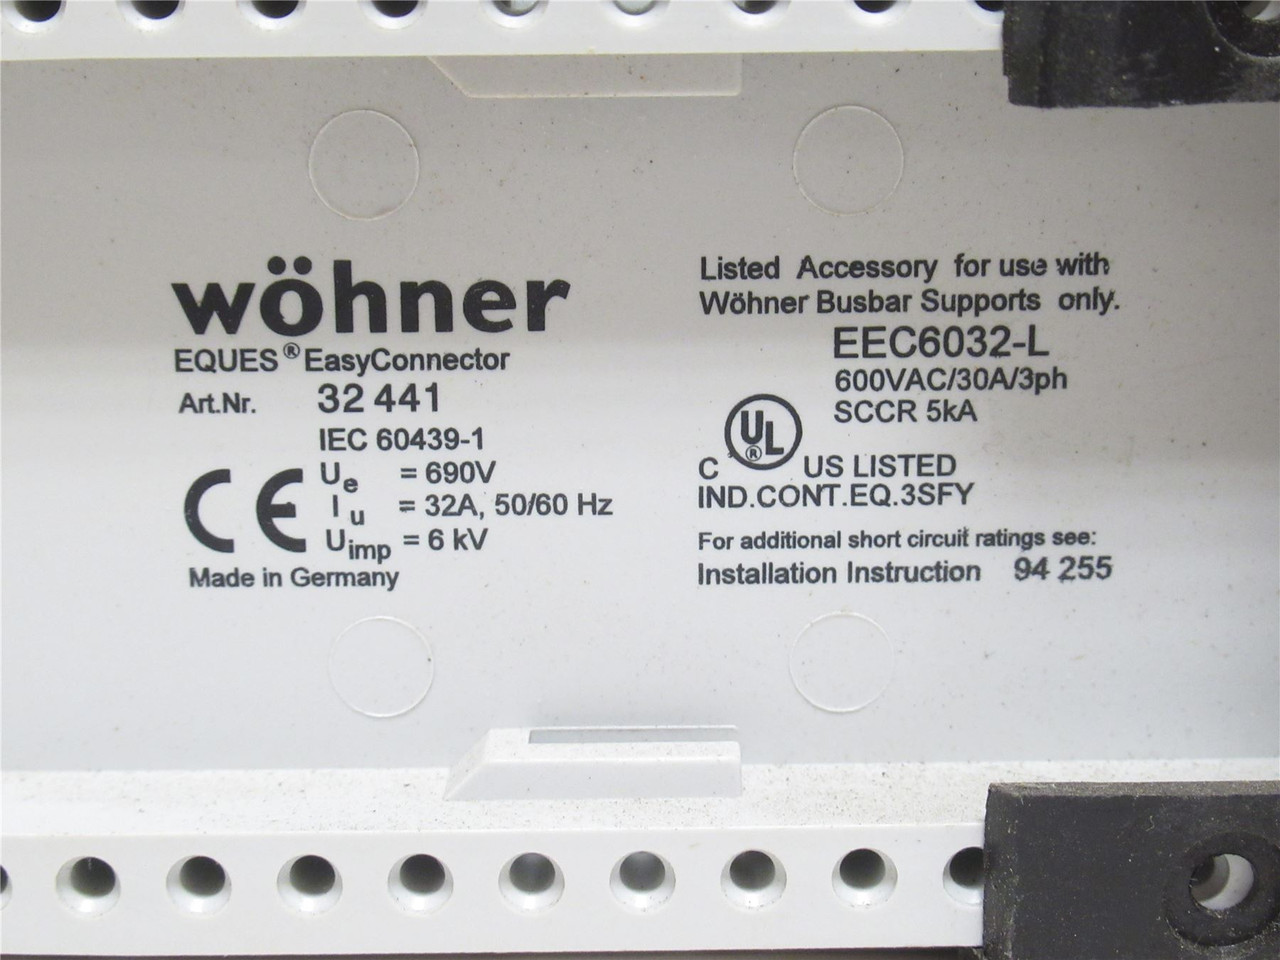 wöhner
EQUES® EasyConnector
Art.Nr. 32 441
IEC 60439-1
CE
Ue = 690V
Iu = 32A, 50/60 Hz
Uimp = 6 kV
Made in Germany
Listed Accessory for use with
Wöhner Busbar Supports only.
EEC6032-L
600VAC/30A/3ph
SCCR 5kA
C UL® US LISTED
IND.CONT.EQ.3SFY
For additional short circuit ratings see:
Installation Instruction 94 255